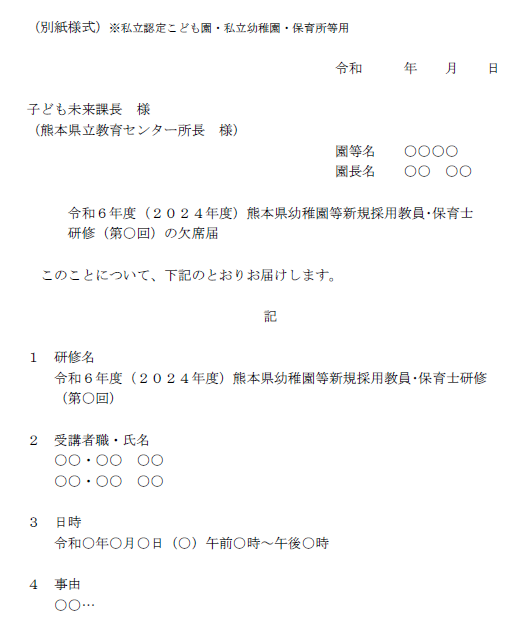 (別紙様式)※私立認定こども園・私立幼稚園・保育所等用
令和　　　年　　月　　日
子ども未来課長　様
(熊本県立教育センター所長　様)
園等名　　○○○○
園長名　　○○　○○
令和６年度（２０２４年度）熊本県幼稚園等新規採用教員･保育士
研修（第○回）の欠席届
このことについて、下記のとおりお届けします。
記
１　研修名
令和６年度（２０２４年度）熊本県幼稚園等新規採用教員･保育士研修
（第○回）
２　受講者職・氏名
○○・○○　○○
○○・○○　○○
３　日時
令和○年○月○日（○）午前○時～午後○時
４　事由
○○…